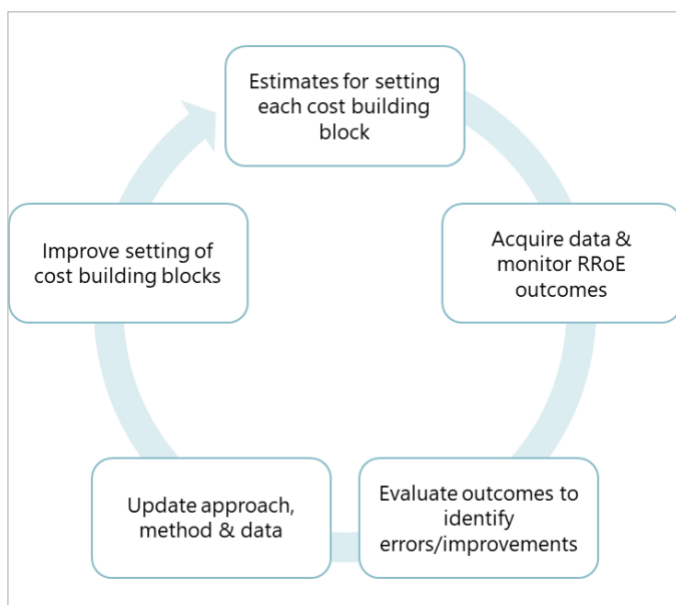 Estimates for setting
each cost building
block
Acquire data &
monitor RRoE
outcomes
Evaluate outcomes to
identify
errors/improvements
Update approach,
method & data
Improve setting of
cost building blocks